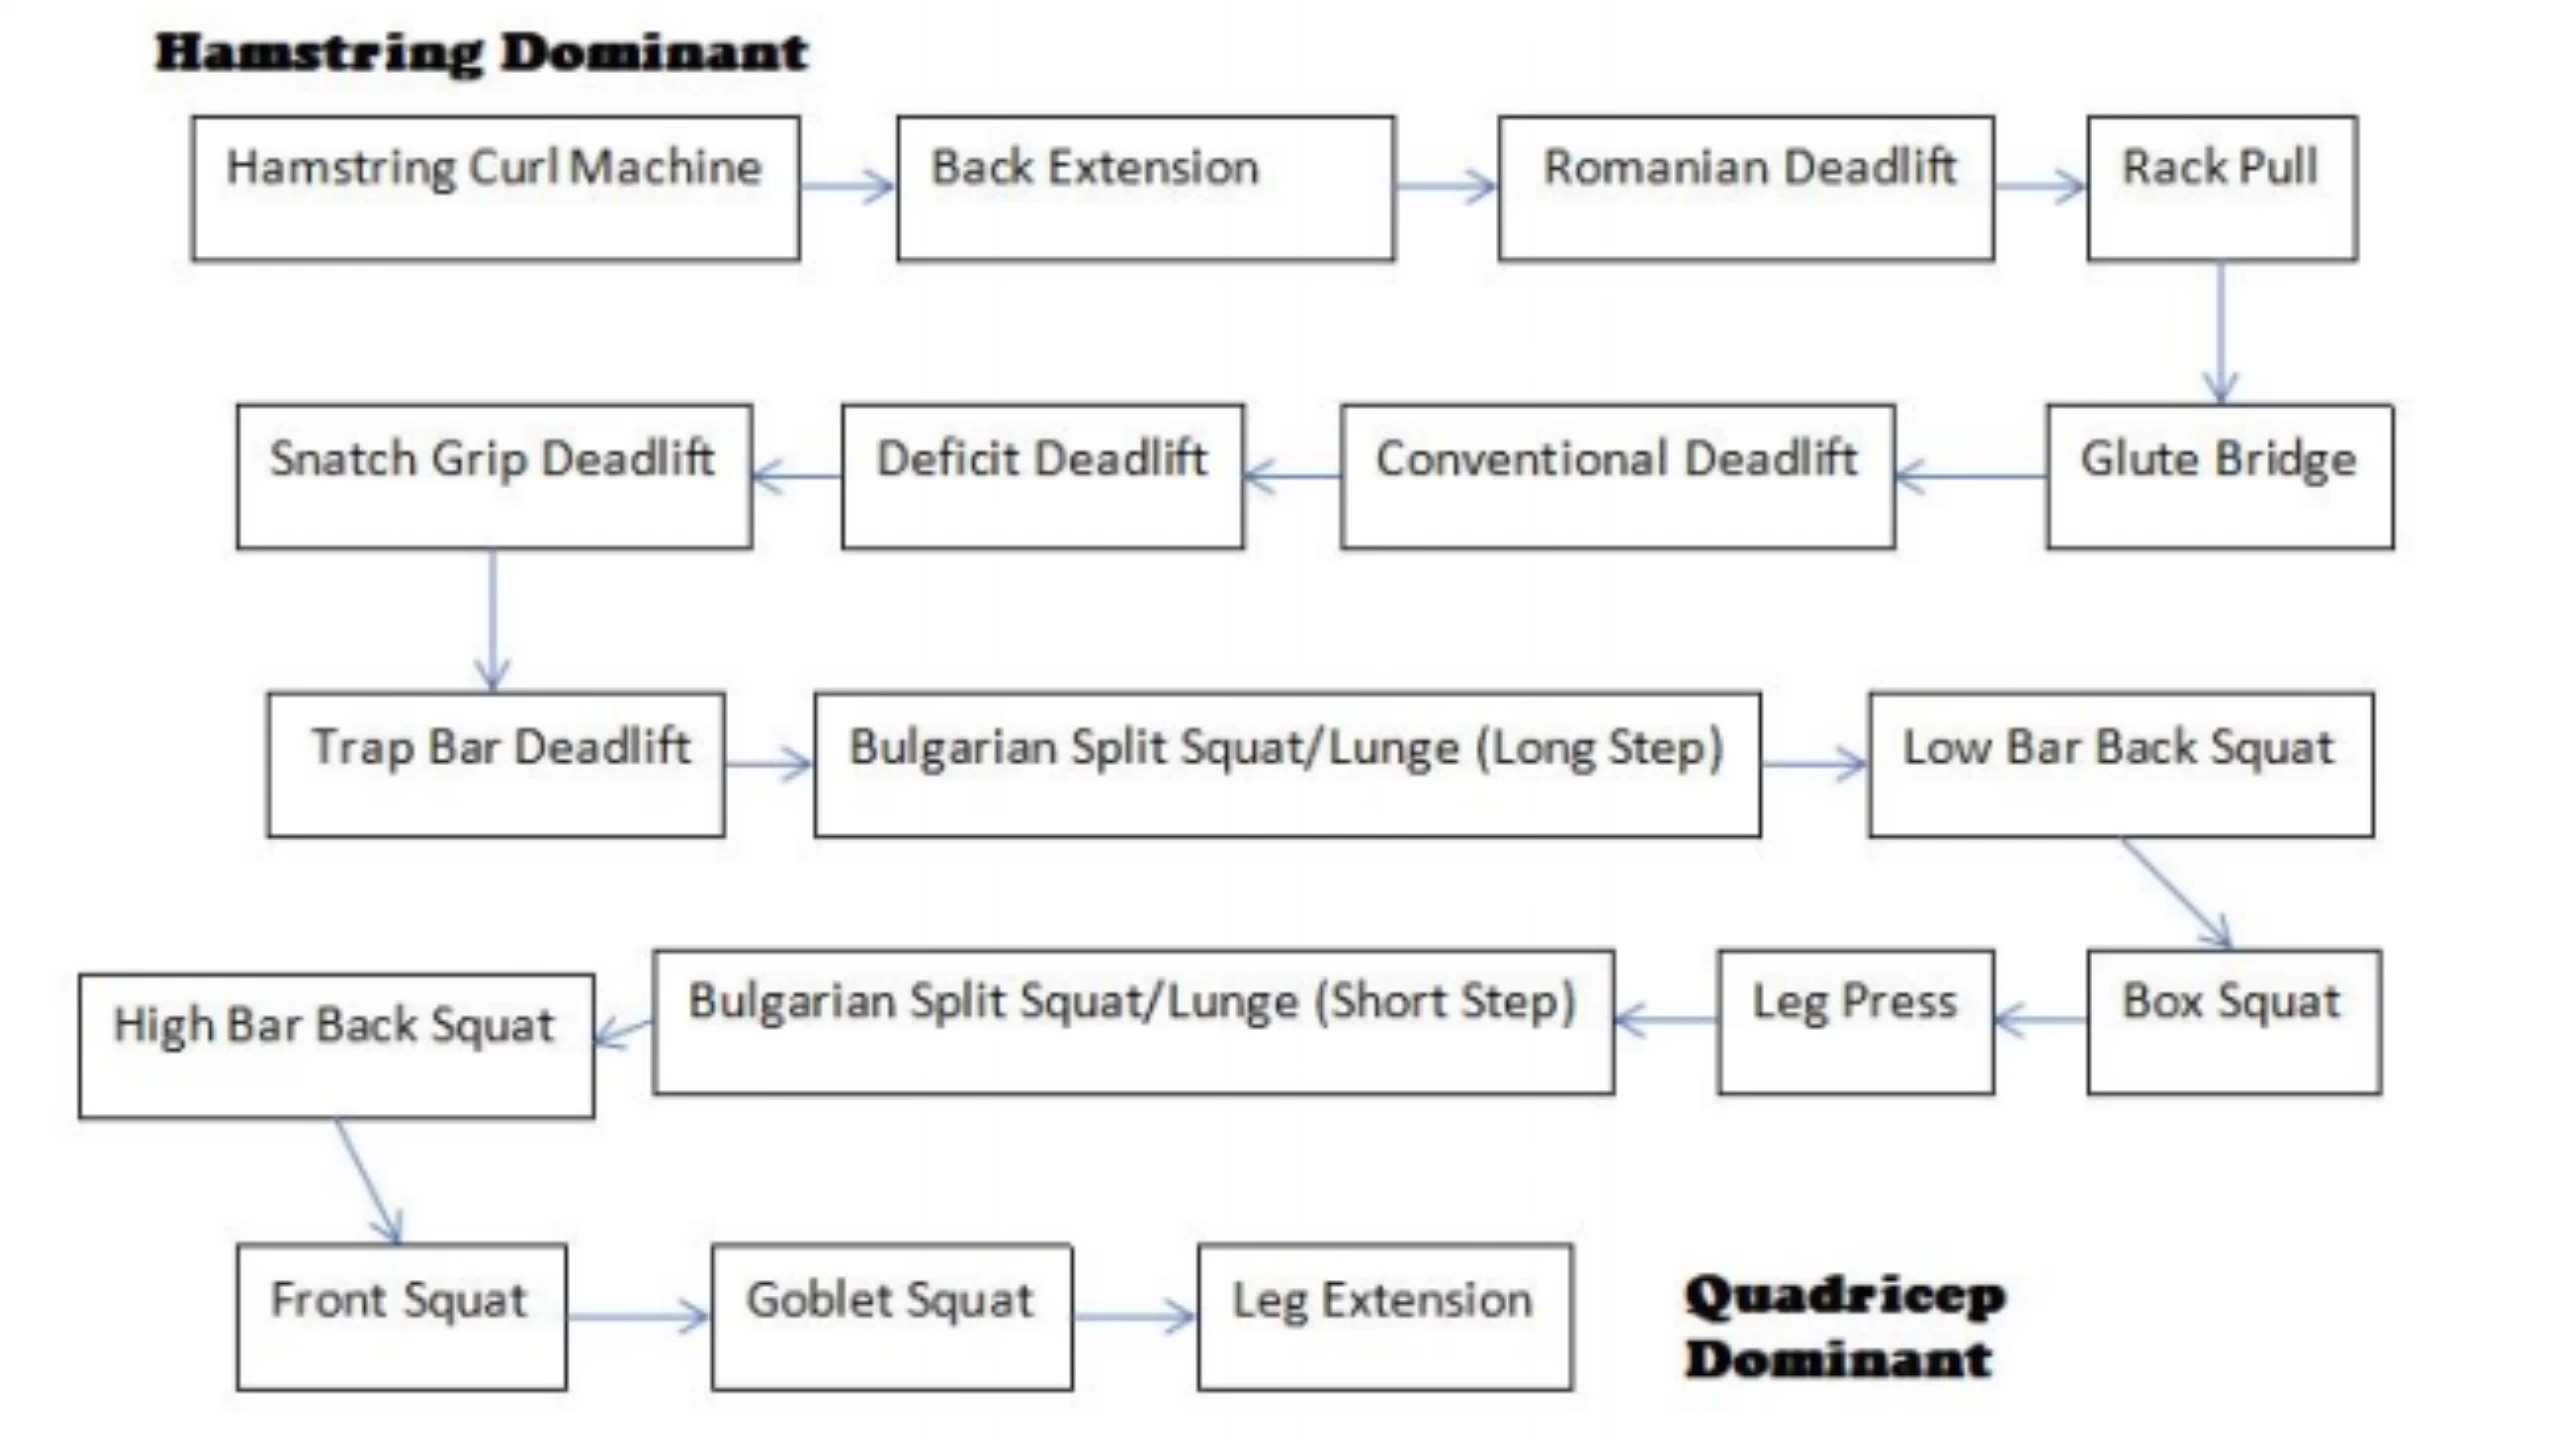 Hamstring Dominant
Hamstring Curl Machine
Back Extension
Romanian Deadlift
Rack Pull
Glute Bridge
Conventional Deadlift
Deficit Deadlift
Snatch Grip Deadlift
Trap Bar Deadlift
Bulgarian Split Squat/Lunge (Long Step)
Low Bar Back Squat
Box Squat
Leg Press
Bulgarian Split Squat/Lunge (Short Step)
High Bar Back Squat
Front Squat
Goblet Squat
Leg Extension
Quadricep
Dominant